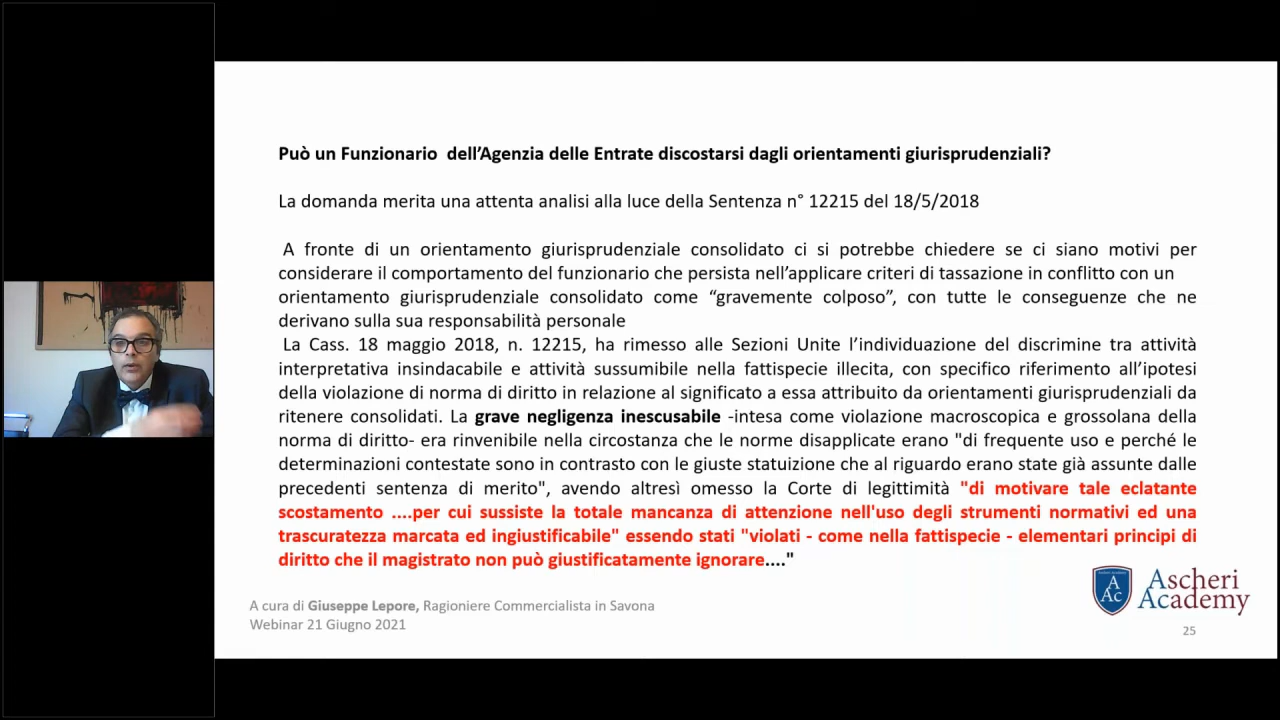 Può un Funzionario dell’Agenzia delle Entrate discostarsi dagli orientamenti giurisprudenziali?
La domanda merita una attenta analisi alla luce della Sentenza n° 12215 del 18/5/2018
A fronte di un orientamento giurisprudenziale consolidato ci si potrebbe chiedere se ci siano motivi per
considerare il comportamento del funzionario che persista nell’applicare criteri di tassazione in conflitto con un
orientamento giurisprudenziale consolidato come “gravemente colposo”, con tutte le conseguenze che ne
derivano sulla sua responsabilità personale
La Cass. 18 maggio 2018, n. 12215, ha rimesso alle Sezioni Unite l’individuazione del discrimine tra attività
interpretativa insindacabile e attività sussumibile nella fattispecie illecita, con specifico riferimento all’ipotesi
della violazione di norma di diritto in relazione al significato a essa attribuito da orientamenti giurisprudenziali da
ritenere consolidati. La grave negligenza inescusabile -intesa come violazione macroscopica e grossolana della
norma di diritto- era rinvenibile nella circostanza che le norme disapplicate erano "di frequente uso e perché le
determinazioni contestate sono in contrasto con le giuste statuizione che al riguardo erano state già assunte dalle
precedenti sentenza di merito", avendo altresì omesso la Corte di legittimità "di motivare tale eclatante
scostamento ....per cui sussiste la totale mancanza di attenzione nell'uso degli strumenti normativi ed una
trascuratezza marcata ed ingiustificabile" essendo stati "violati - come nella fattispecie - elementari principi di
diritto che il magistrato non può giustificatamente ignorare...."
A cura di Giuseppe Lepore, Ragioniere Commercialista in Savona
Webinar 21 Giugno 2021
A
Ac
Ascheri
Academy
25